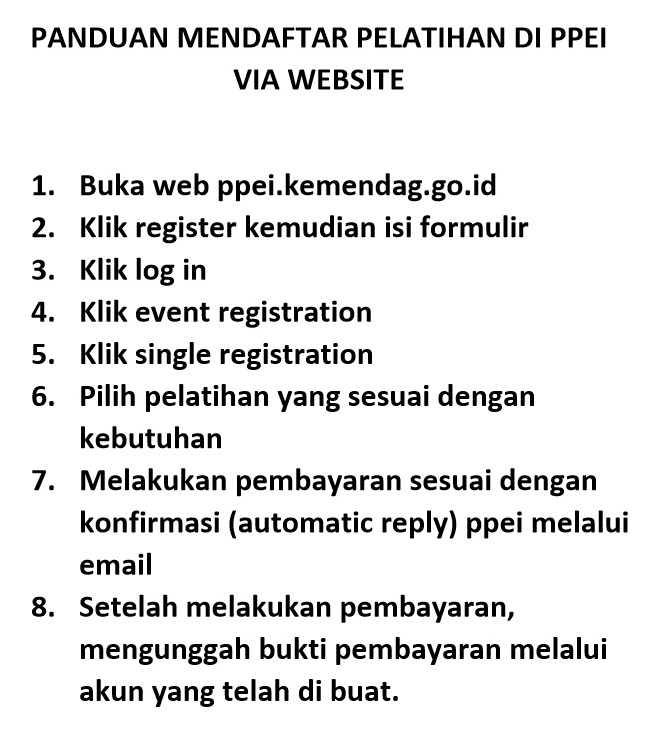 PANDUAN MENDAFTAR PELATIHAN DI PPEI
VIA WEBSITE
1. Buka web ppei.kemendag.go.id
2. Klik register kemudian isi formulir
3. Klik log in
4. Klik event registration
5. Klik single registration
6. Pilih pelatihan yang sesuai dengan
kebutuhan
7. Melakukan pembayaran sesuai dengan
konfirmasi (automatic reply) ppei melalui
email
8. Setelah melakukan pembayaran,
mengunggah bukti pembayaran melalui
akun yang telah di buat.